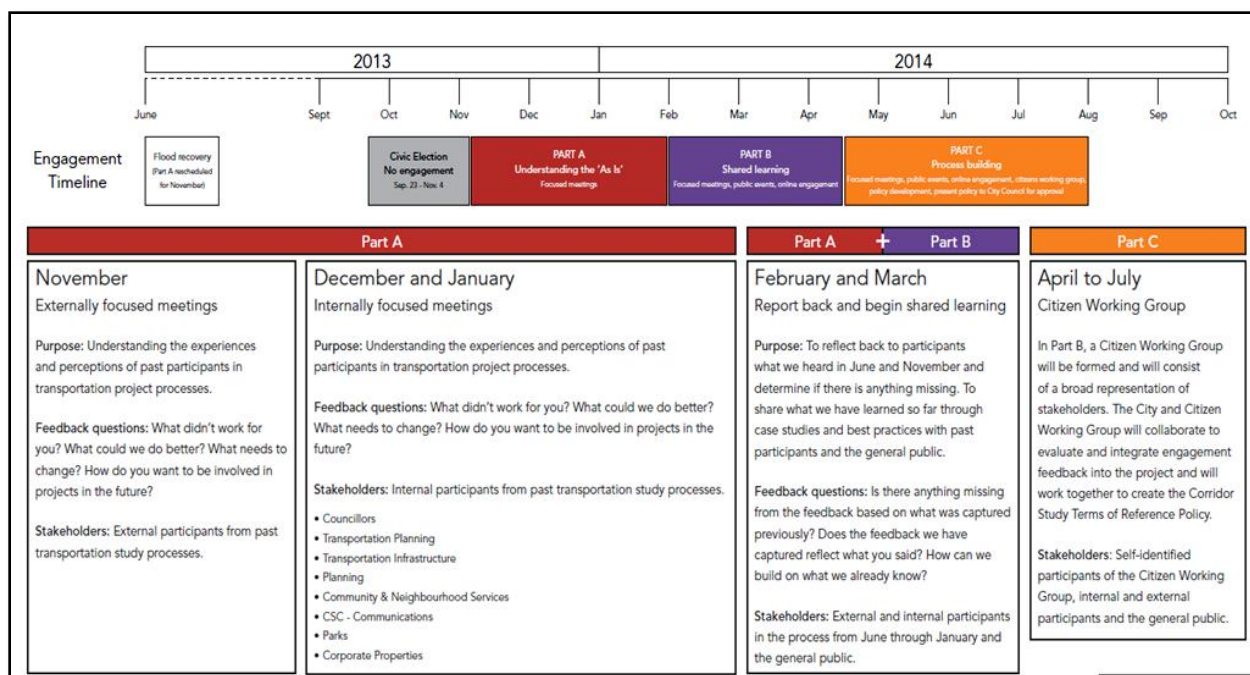 2013
2014
June
Sept
Oct
Nov
Dec
Jan
Feb
Mar
Apr
May
Jun
Jul
Aug
Sep
Oct
Engagement
Timeline
Flood recovery
(Part A rescheduled
for November)
Civic Election
No engagement
Sep. 23 - Nov. 4
PART A
Understanding the 'As Is'
Focused meetings
PART B
Shared learning
Focused meetings, public events, online engagement
PART C
Process building
Focused meetings, public events, online engagement, citizens working group,
policy development, present policy to City Council for approval
Part A
Part A + Part B
Part C
November
Externally focused meetings
Purpose: Understanding the experiences
and perceptions of past participants in
transportation project processes.
Feedback questions: What didn't work for
you? What could we do better? What needs to
change? How do you want to be involved in
projects in the future?
Stakeholders: External participants from past
transportation study processes.
December and January
Internally focused meetings
Purpose: Understanding the experiences and perceptions of past
participants in transportation project processes.
Feedback questions: What didn't work for you? What could we do better?
What needs to change? How do you want to be involved in projects in the
future?
Stakeholders: Internal participants from past transportation study processes.
• Councillors
• Transportation Planning
• Transportation Infrastructure
• Planning
• Community & Neighbourhood Services
• CSC - Communications
• Parks
• Corporate Properties
February and March
Report back and begin shared learning
Purpose: To reflect back to participants
what we heard in June and November and
determine if there is anything missing. To
share what we have learned so far through
case studies and best practices with past
participants and the general public.
Feedback questions: Is there anything missing
from the feedback based on what was captured
previously? Does the feedback we have
captured reflect what you said? How can we
build on what we already know?
Stakeholders: External and internal participants
in the process from June through January and
the general public.
April to July
Citizen Working Group
In Part B, a Citizen Working Group
will be formed and will consist
of a broad representation of
stakeholders. The City and Citizen
Working Group will collaborate to
evaluate and integrate engagement
feedback into the project and will
work together to create the Corridor
Study Terms of Reference Policy.
Stakeholders: Self-identified
participants of the Citizen Working
Group, internal and external
participants and the general public.